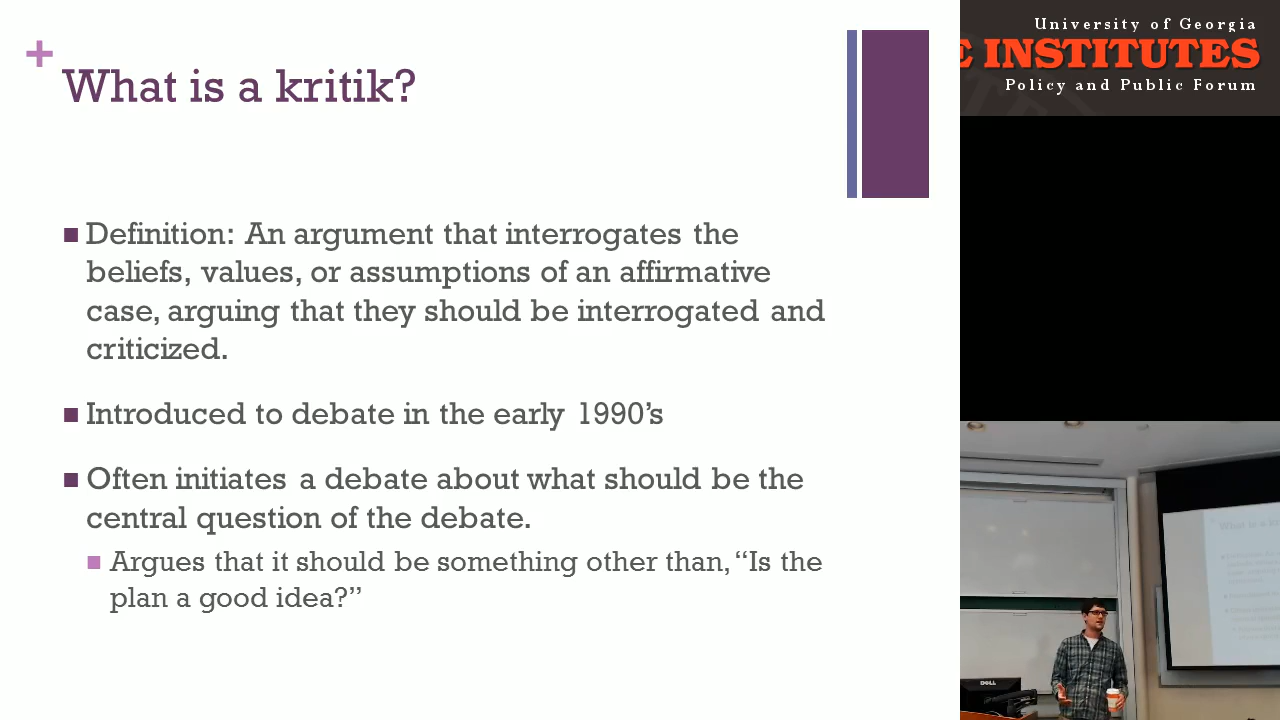 +
What is a kritik?
Definition: An argument that interrogates the
beliefs, values, or assumptions of an affirmative
case, arguing that they should be interrogated and
criticized.
Introduced to debate in the early 1990's
Often initiates a debate about what should be the
central question of the debate.
Argues that it should be something other than, “Is the
plan a good idea?”
University of Georgia
INSTITUTES
Policy and Public Forum
DELL
What is a